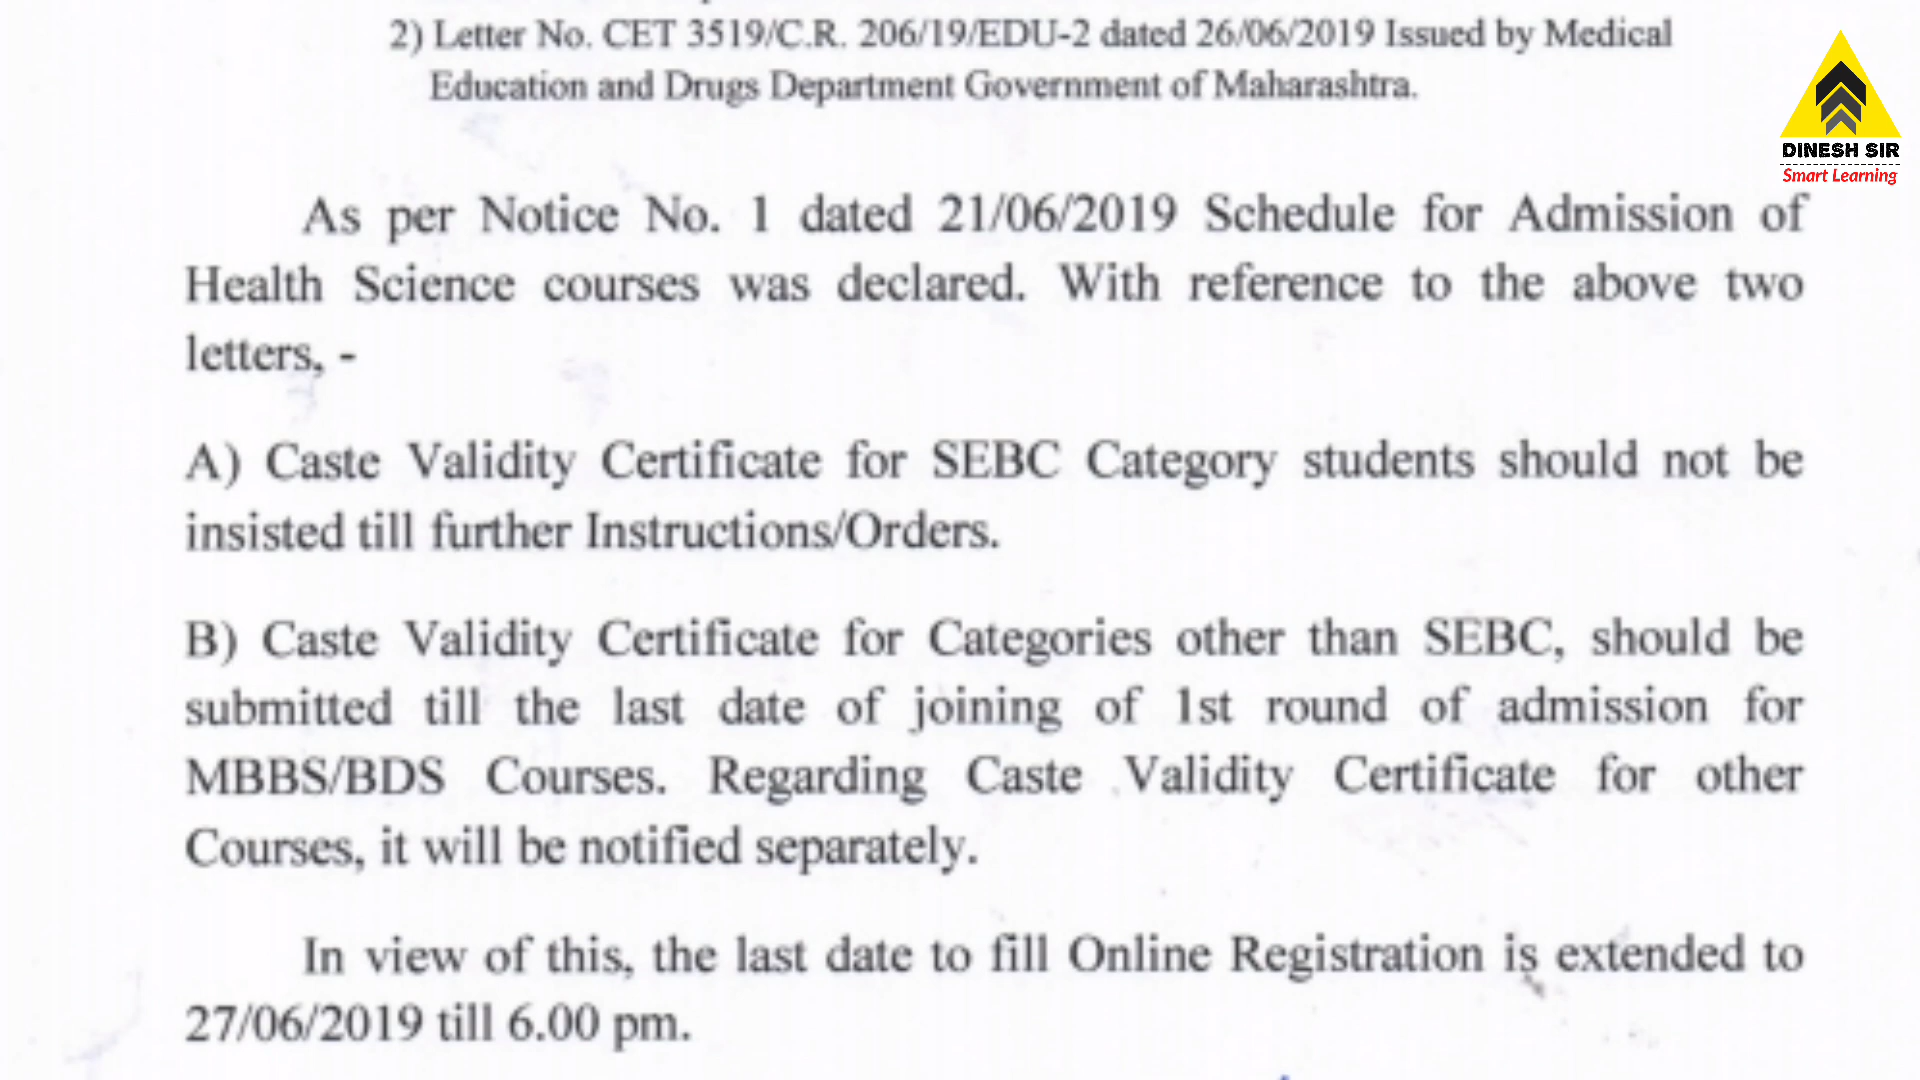 2) Letter No. CET 3519/C.R. 206/19/EDU-2 dated 26/06/2019 Issued by Medical
Education and Drugs Department Government of Maharashtra.
DINESH SIR
Smart Learning
As per Notice No. 1 dated 21/06/2019 Schedule for Admission of
Health Science courses was declared. With reference to the above two
letters, -
A) Caste Validity Certificate for SEBC Category students should not be
insisted till further Instructions/Orders.
B) Caste Validity Certificate for Categories other than SEBC, should be
submitted till the last date of joining of 1st round of admission for
MBBS/BDS Courses. Regarding Caste Validity Certificate for other
Courses, it will be notified separately.
In view of this, the last date to fill Online Registration is extended to
27/06/2019 till 6.00 pm.